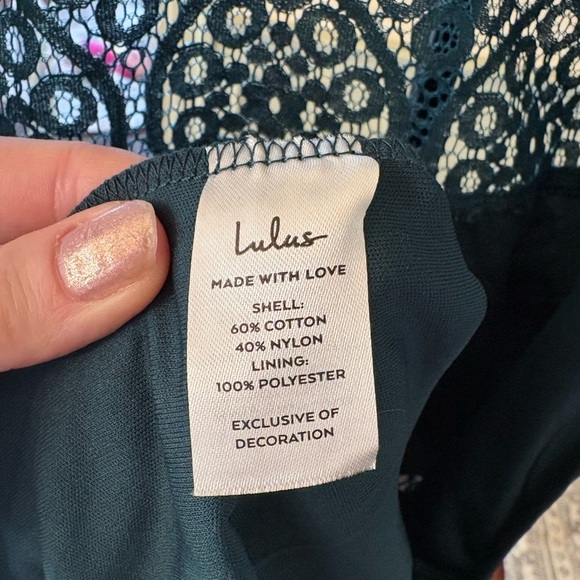 Lulus
MADE WITH LOVE
SHELL:
60% COTTON
40% NYLON
LINING:
100% POLYESTER
EXCLUSIVE OF
DECORATION